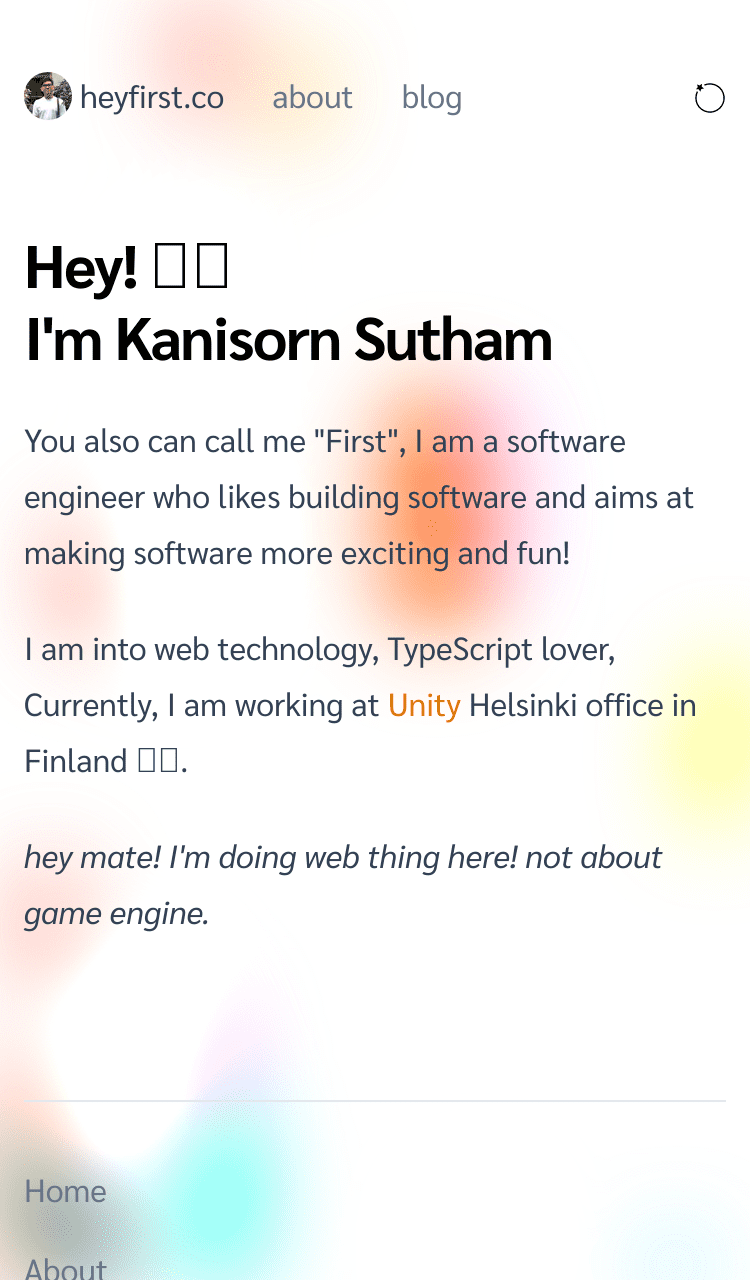 heyfirst.co about blog
Hey! 
I'm Kanisorn Sutham
You also can call me "First", I am a software
engineer who likes building software and aims at
making software more exciting and fun!
I am into web technology, TypeScript lover,
Currently, I am working at Unity Helsinki office in
Finland .
hey mate! I'm doing web thing here! not about
game engine.
Home
About